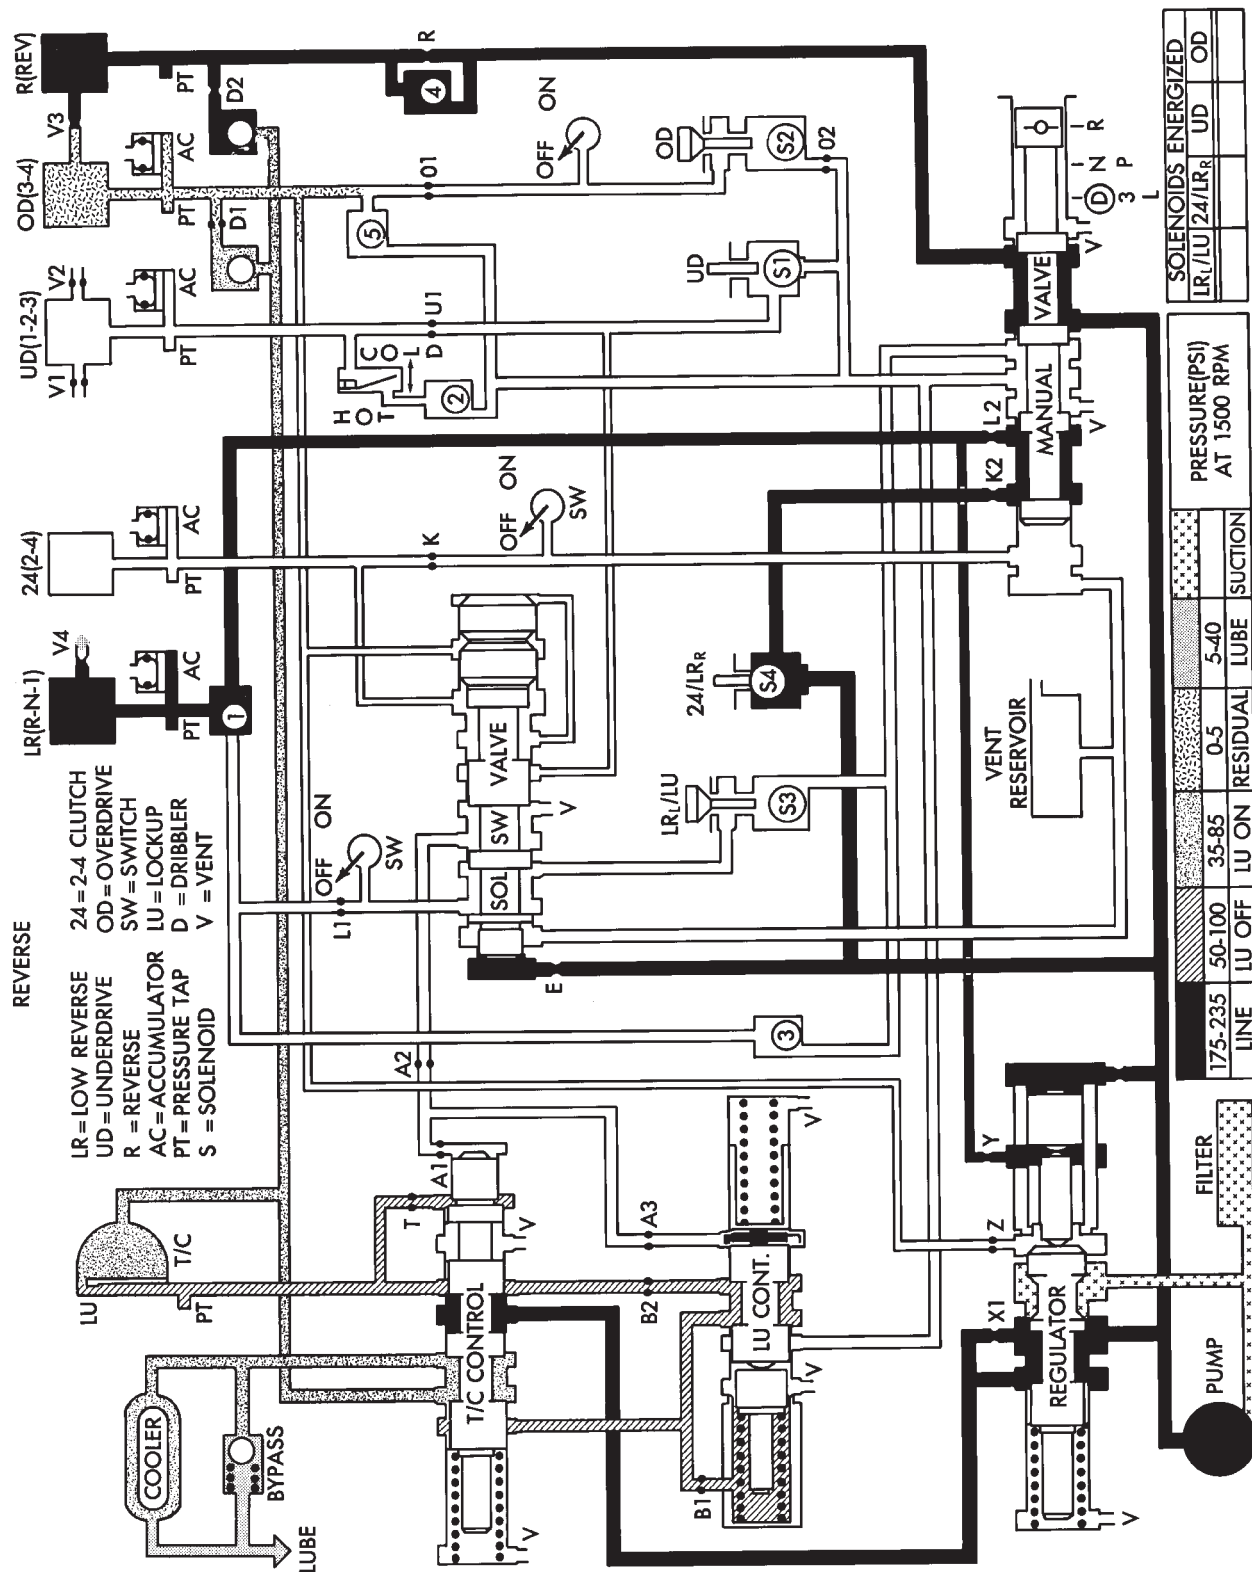 REVERSE
LR = LOW REVERSE
UD = UNDERDRIVE
R = REVERSE
AC = ACCUMULATOR
PT = PRESSURE TAP
S = SOLENOID
24 = 2-4 CLUTCH
OD = OVERDRIVE
SW = SWITCH
LU = LOCKUP
D = DRIBBLER
V = VENT
LR(R-N-1)
24(2-4)
UD(1-2-3)
OD(3-4)
R(REV)
V4
V1
V2
V3
PT
AC
PT
AC
PT
AC
PT
AC
PT
D1
D2
1
LU
T/C
PT
COOLER
BYPASS
LUBE
OFF
ON
SW
L1
OFF
ON
SW
K
HOT
COLD
2
U1
5
O1
OFF
ON
4
R
A2
A1
T
V
T/C CONTROL
V
E
SOL
SW
VALVE
V
B2
A3
B1
LU CONT.
V
V
3
LRL/LU
S3
24/LRR
S4
UD
S1
OD
S2
O2
VENT
RESERVOIR
K2
L2
MANUAL
VALVE
V
V
D N R
3 P
L
X1
Z
Y
REGULATOR
V
PUMP
FILTER
175-235
50-100
35-85
0-5
5-40
LINE
LU OFF
LU ON
RESIDUAL
LUBE
SUCTION
PRESSURE(PSI)
AT 1500 RPM
SOLENOIDS ENERGIZED
LRL/LU
24/LRR
UD
OD